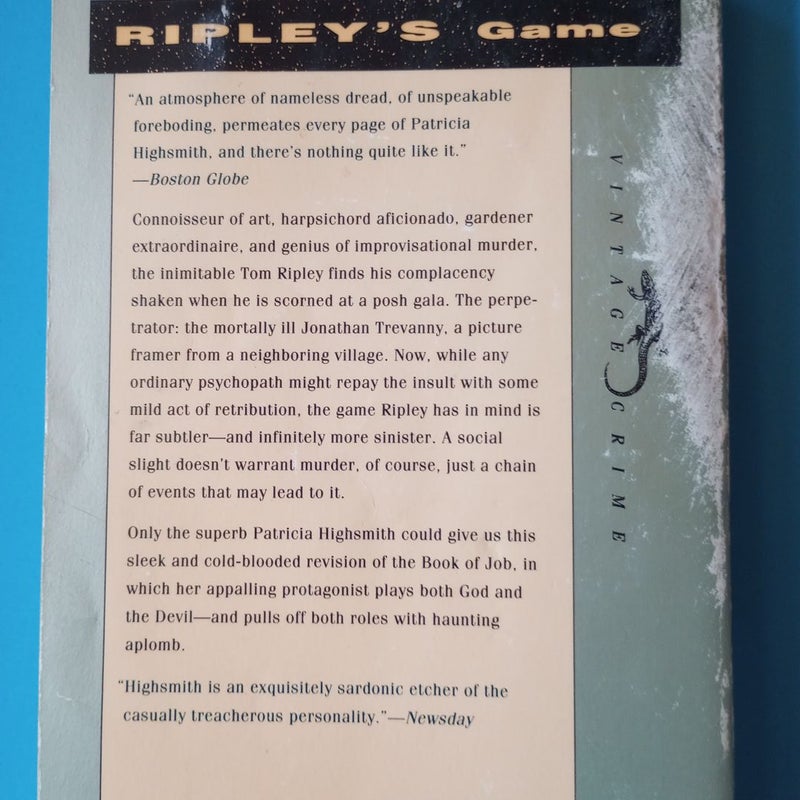 RIPLEY'S Game
“An atmosphere of nameless dread, of unspeakable
foreboding, permeates every page of Patricia
Highsmith, and there's nothing quite like it.”
—Boston Globe
Connoisseur of art, harpsichord aficionado, gardener
extraordinaire, and genius of improvisational murder,
the inimitable Tom Ripley finds his complacency
shaken when he is scorned at a posh gala. The perpe-
trator: the mortally ill Jonathan Trevanny, a picture
framer from a neighboring village. Now, while any
ordinary psychopath might repay the insult with some
mild act of retribution, the game Ripley has in mind is
far subtler—and infinitely more sinister. A social
slight doesn't warrant murder, of course, just a chain
of events that may lead to it.
Only the superb Patricia Highsmith could give us this
sleek and cold-blooded revision of the Book of Job, in
which her appalling protagonist plays both God and
the Devil—and pulls off both roles with haunting
aplomb.
“Highsmith is an exquisitely sardonic etcher of the
casually treacherous personality.”—Newsday
VINTAGE CRIME